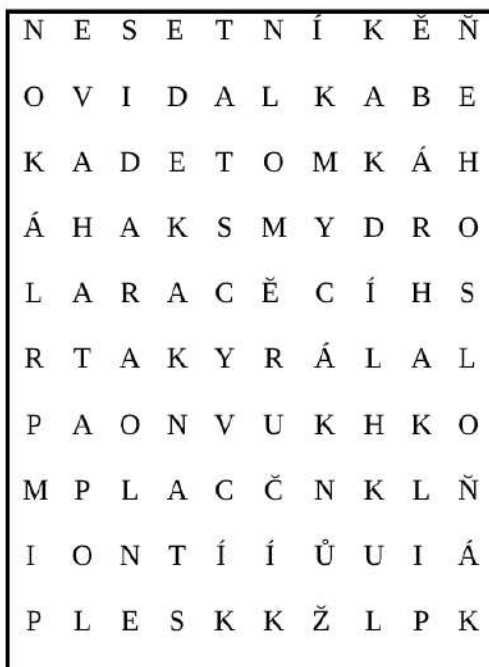 N E S E T N Í K Ě Ň
O V I D A L K A B E
K A D E T O M K Á H
Á H A K S M Y D R O
L A R A C Ě C Í H S
R T A K Y R Á L A L
P A O N V U K H K O
M P L A C Č N K L Ň
I O N T Í Í Ů U I Á
P L E S K K Ž L P K